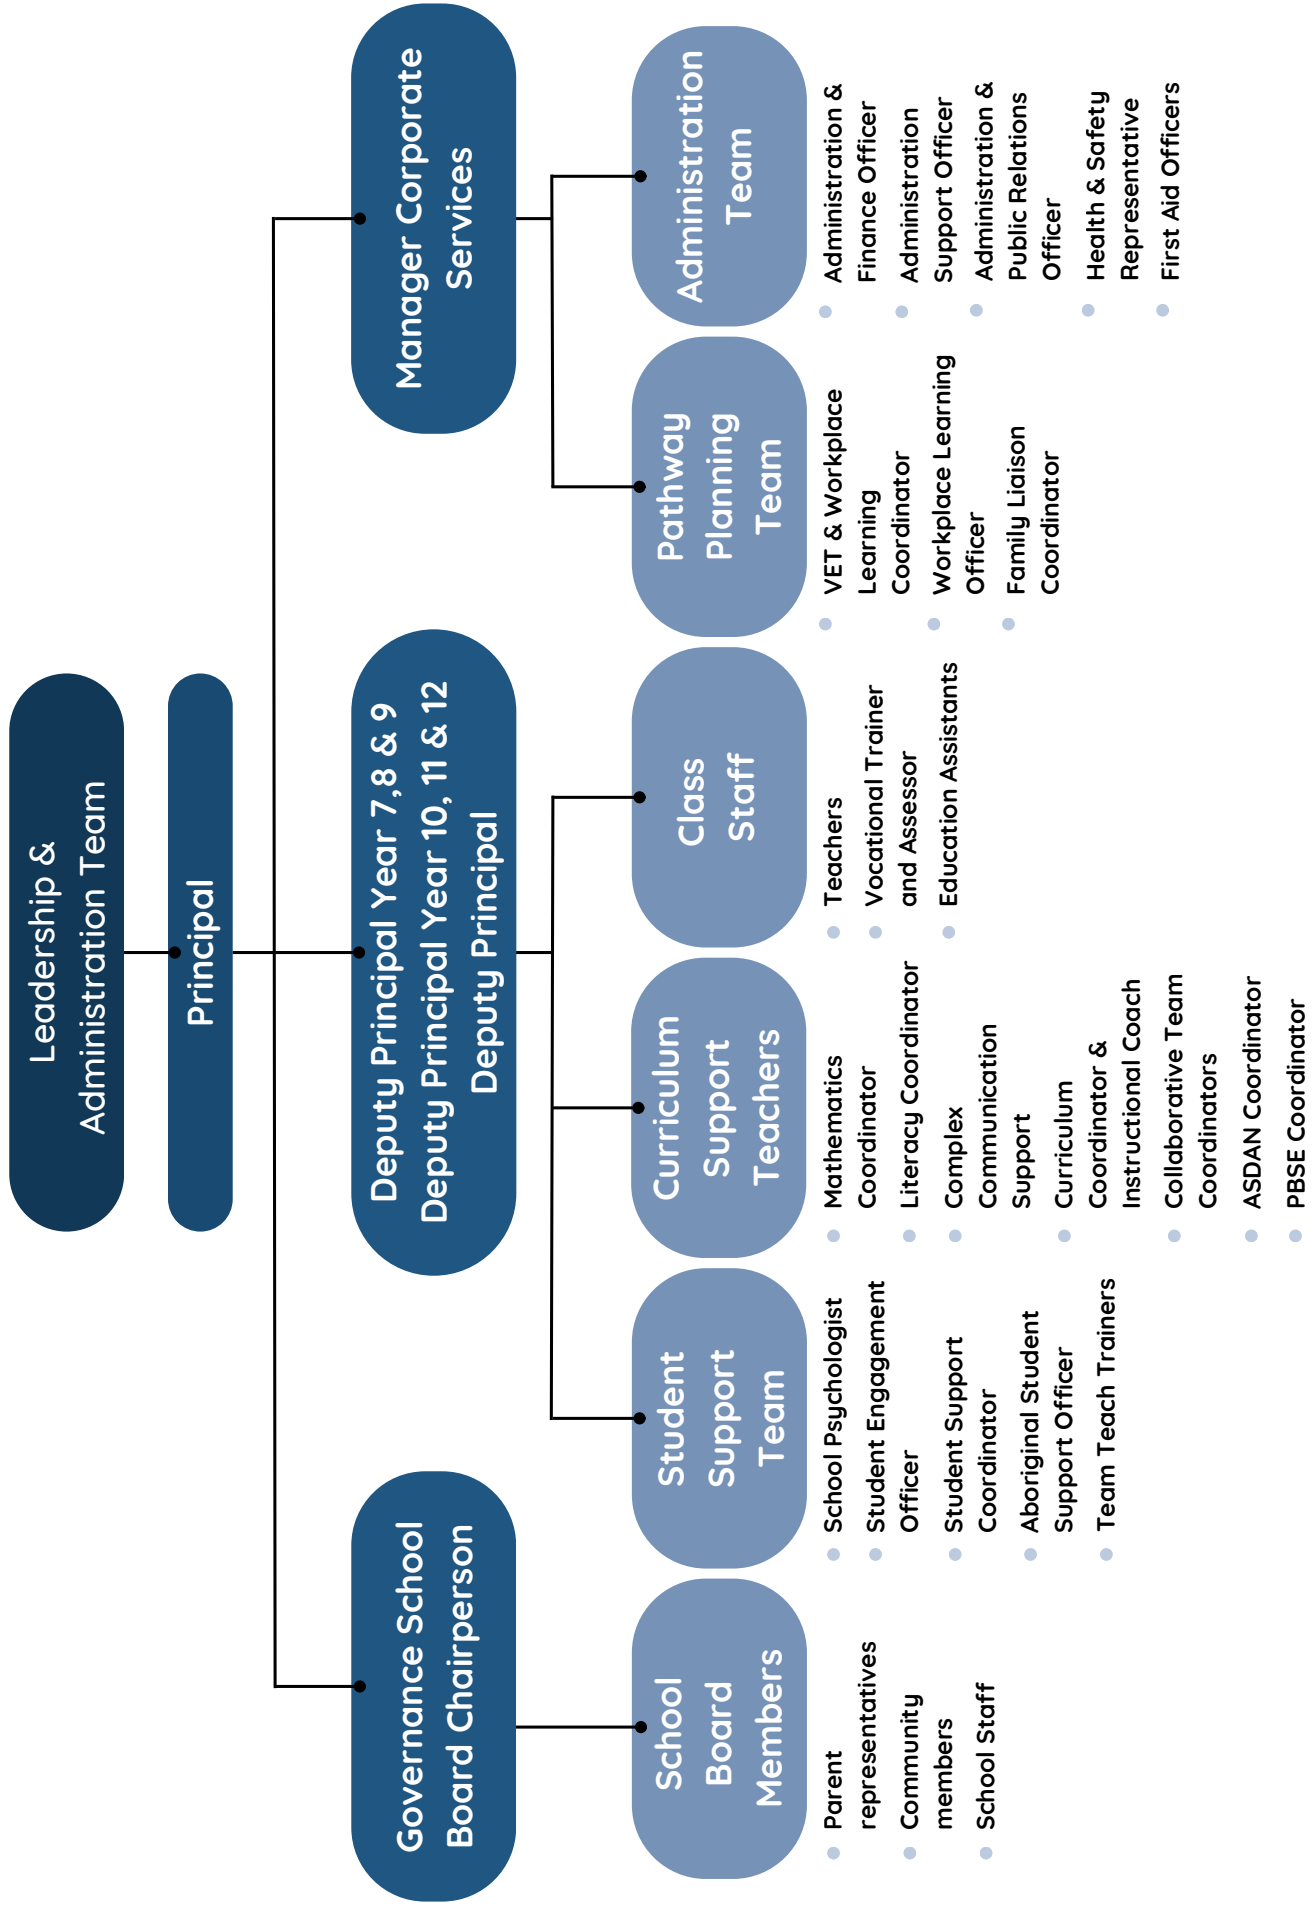 Leadership &
Administration Team
Principal
Governance School
Board Chairperson
Deputy Principal Year 7,8 & 9
Deputy Principal Year 10, 11 & 12
Deputy Principal
Manager Corporate
Services
School
Board
Members
Parent
representatives
Community
members
School Staff
Student
Support
Team
School Psychologist
Student Engagement
Officer
Student Support
Coordinator
Aboriginal Student
Support Officer
Team Teach Trainers
Curriculum
Support
Teachers
Mathematics
Coordinator
Literacy Coordinator
Complex
Communication
Support
Curriculum
Coordinator &
Instructional Coach
Collaborative Team
Coordinators
ASDAN Coordinator
PBSE Coordinator
Class
Staff
Teachers
Vocational Trainer
and Assessor
Education Assistants
Pathway
Planning
Team
VET & Workplace
Learning
Coordinator
Workplace Learning
Officer
Family Liaison
Coordinator
Administration
Team
Administration &
Finance Officer
Administration
Support Officer
Administration &
Public Relations
Officer
Health & Safety
Representative
First Aid Officers